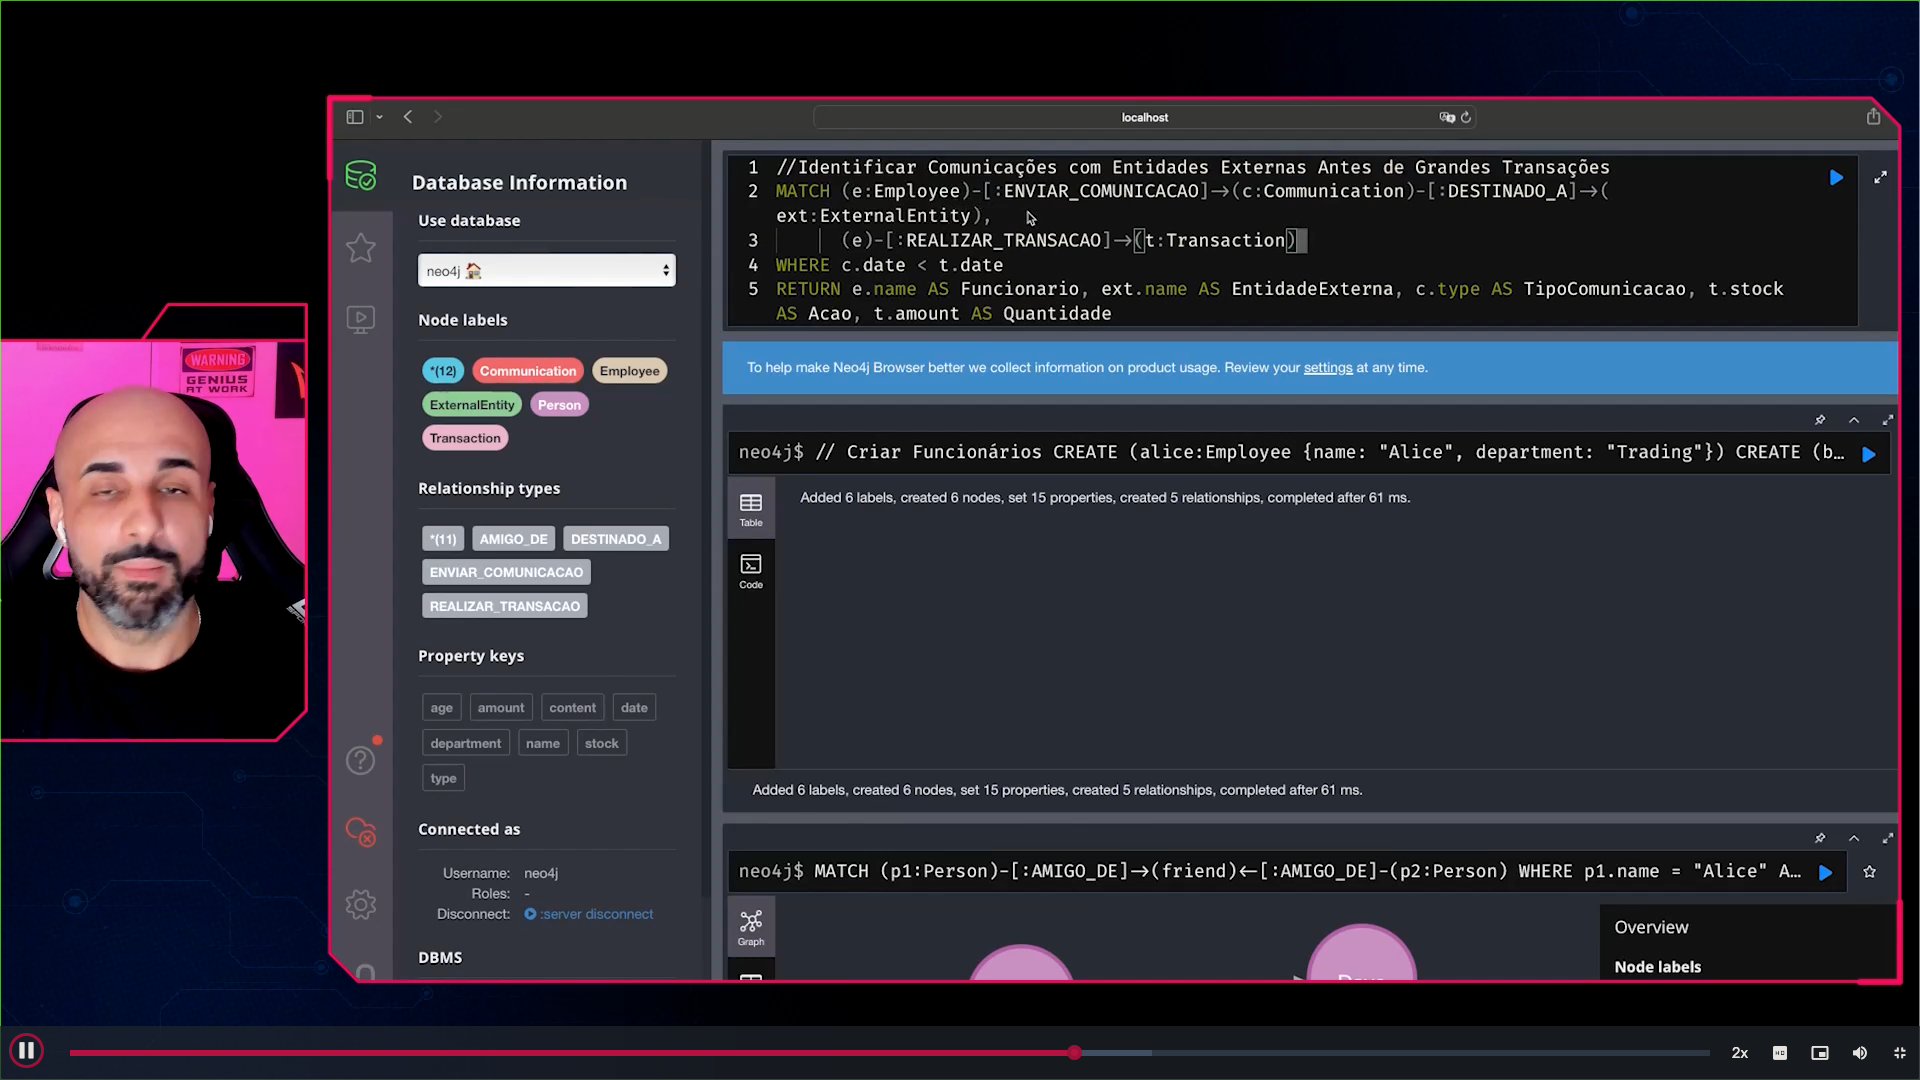 localhost
WARNING
GENIUS
AT WORK
Database Information
Use database
neo4j
Node labels
*(12) Communication Employee
ExternalEntity Person
Transaction
Relationship types
*(11) AMIGO_DE DESTINADO_A
ENVIAR_COMUNICACAO
REALIZAR_TRANSACAO
Property keys
age amount content date
department name stock
type
Connected as
Username: neo4j
Roles: -
Disconnect: :server disconnect
DBMS
1 //Identificar Comunicações com Entidades Externas Antes de Grandes Transações
2 MATCH (e:Employee)-[:ENVIAR_COMUNICACAO]->(c:Communication)-[:DESTINADO_A]->(
ext:ExternalEntity),
3 (e)-[:REALIZAR_TRANSACAO]->(t:Transaction)
4 WHERE c.date < t.date
5 RETURN e.name AS Funcionario, ext.name AS EntidadeExterna, c.type AS TipoComunicacao, t.stock
AS Acao, t.amount AS Quantidade
To help make Neo4j Browser better we collect information on product usage. Review your settings at any time.
neo4j$ // Criar Funcionários CREATE (alice:Employee {name: "Alice", department: "Trading"}) CREATE (b…
Table
Added 6 labels, created 6 nodes, set 15 properties, created 5 relationships, completed after 61 ms.
Code
Added 6 labels, created 6 nodes, set 15 properties, created 5 relationships, completed after 61 ms.
neo4j$ MATCH (p1:Person)-[:AMIGO_DE]->(friend)<-[:AMIGO_DE]-(p2:Person) WHERE p1.name = "Alice" A…
Graph
Overview
Node labels
2x